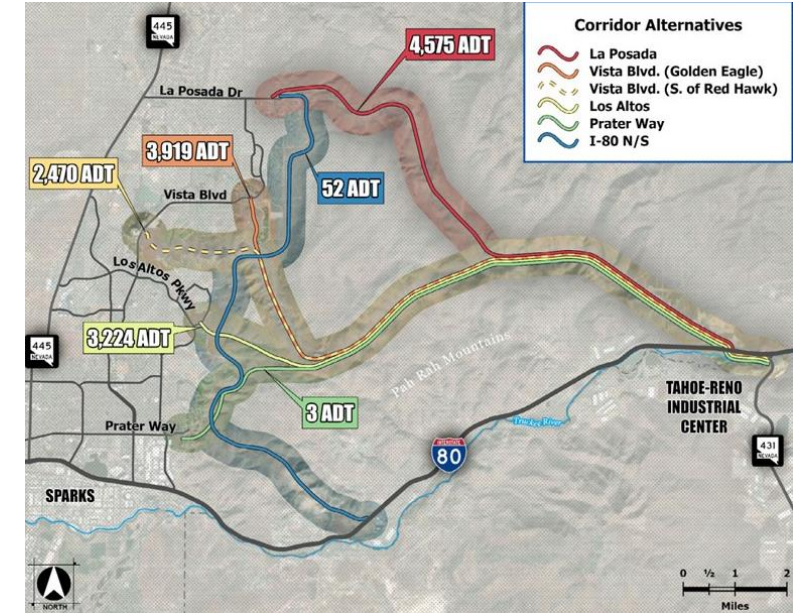 Corridor Alternatives
La Posada
Vista Blvd. (Golden Eagle)
Vista Blvd. (S. of Red Hawk)
Los Altos
Prater Way
I-80 N/S
445
NEVADA
4,575 ADT
La Posada Dr
3,919 ADT
2,470 ADT
52 ADT
Vista Blvd
Los Altos Pkwy
3,224 ADT
445
NEVADA
Pah Rah Mountains
3 ADT
TAHOE-RENO
INDUSTRIAL
CENTER
Truckee River
Prater Way
INTERSTATE
80
431
NEVADA
SPARKS
NORTH
0 ½ 1 2
Miles